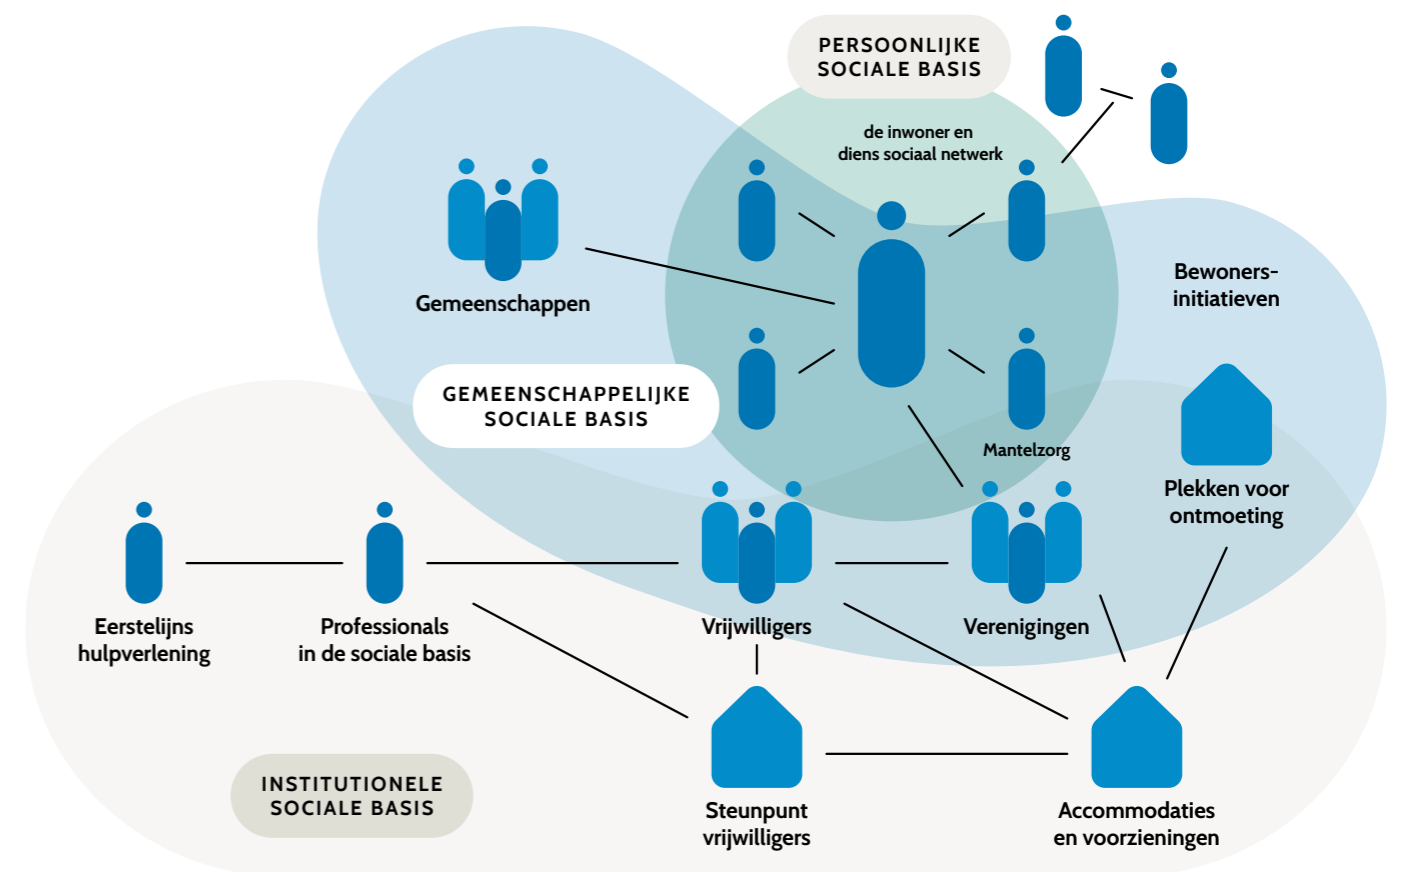 PERSOONLIJKE
SOCIALE BASIS
de inwoner en
diens sociaal netwerk
Gemeenschappen
Bewoners-
initiatieven
GEMEENSCHAPPELIJKE
SOCIALE BASIS
Mantelzorg
Plekken voor
ontmoeting
Eerstelijns
hulpverlening
Professionals
in de sociale basis
Vrijwilligers
Verenigingen
INSTITUTIONELE
SOCIALE BASIS
Steunpunt
vrijwilligers
Accommodaties
en voorzieningen